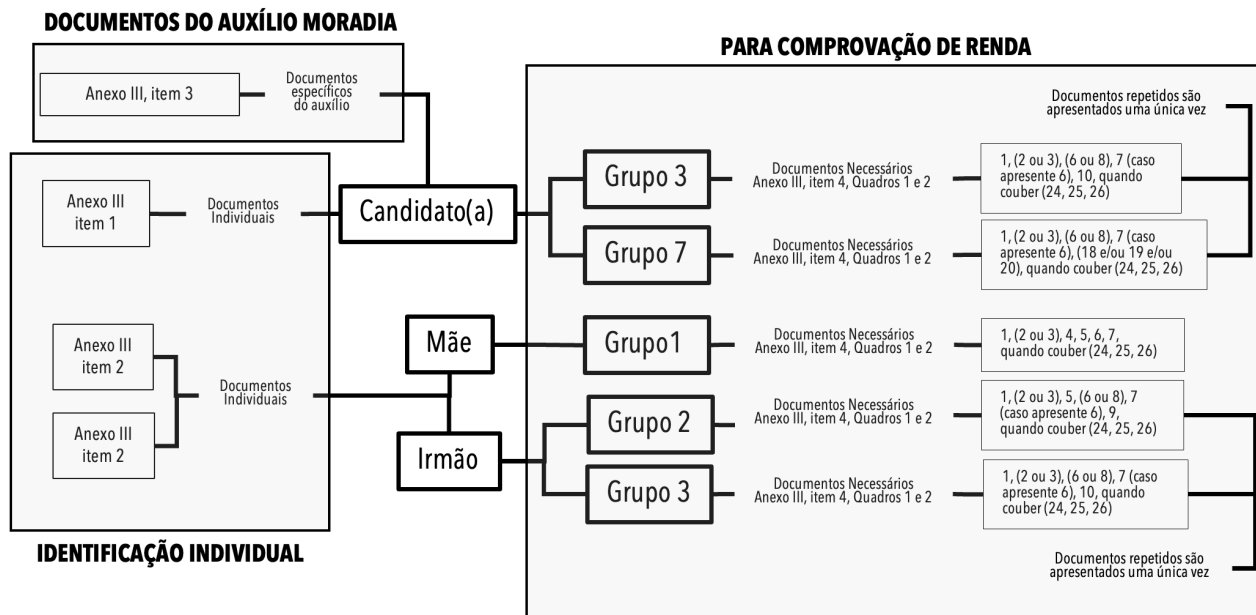 DOCUMENTOS DO AUXÍLIO MORADIA
Anexo III, item 3
Documentos
específicos
do auxílio
Anexo III
item 1
Documentos
Individuais
Candidato(a)
Anexo III
item 2
Anexo III
item 2
Documentos
Individuais
Mãe
Irmão
IDENTIFICAÇÃO INDIVIDUAL
PARA COMPROVAÇÃO DE RENDA
Documentos repetidos são
apresentados uma única vez
Grupo 3
Documentos Necessários
Anexo III, item 4, Quadros 1 e 2
1, (2 ou 3), (6 ou 8), 7 (caso
apresente 6), 10, quando
couber (24, 25, 26)
Grupo 7
Documentos Necessários
Anexo III, item 4, Quadros 1 e 2
1, (2 ou 3), (6 ou 8), 7 (caso
apresente 6), (18 e/ou 19 e/ou
20), quando couber (24, 25, 26)
Grupo1
Documentos Necessários
Anexo III, item 4, Quadros 1 e 2
1, (2 ou 3), 4, 5, 6, 7,
quando couber (24, 25, 26)
Grupo 2
Documentos Necessários
Anexo III, item 4, Quadros 1 e 2
1, (2 ou 3), 5, (6 ou 8), 7
(caso apresente 6), 9,
quando couber (24, 25, 26)
Grupo 3
Documentos Necessários
Anexo III, item 4, Quadros 1 e 2
1, (2 ou 3), (6 ou 8), 7 (caso
apresente 6), 10, quando
couber (24, 25, 26)
Documentos repetidos são
apresentados uma única vez